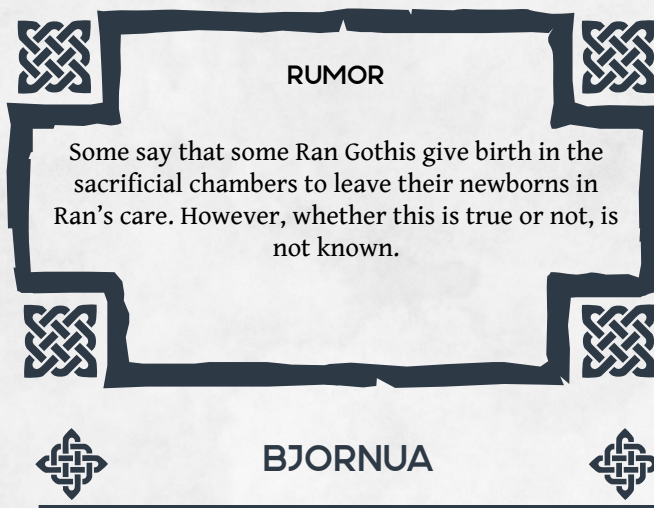 RUMOR
Some say that some Ran Gothis give birth in the
sacrificial chambers to leave their newborns in
Ran’s care. However, whether this is true or not, is
not known.
BJORNUA